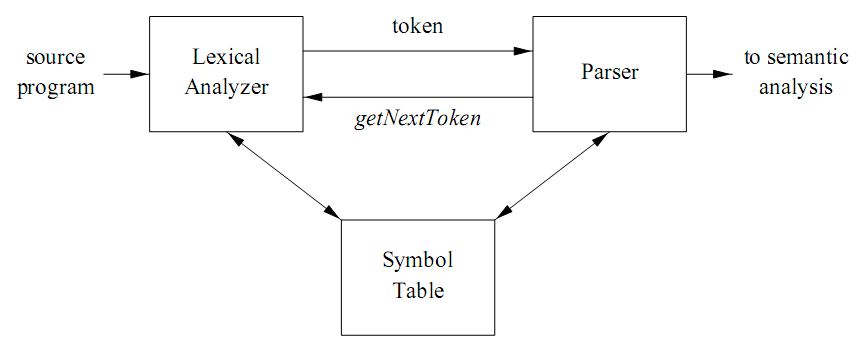 source
program
Lexical
Analyzer
token
getNextToken
Parser
to semantic
analysis
Symbol
Table